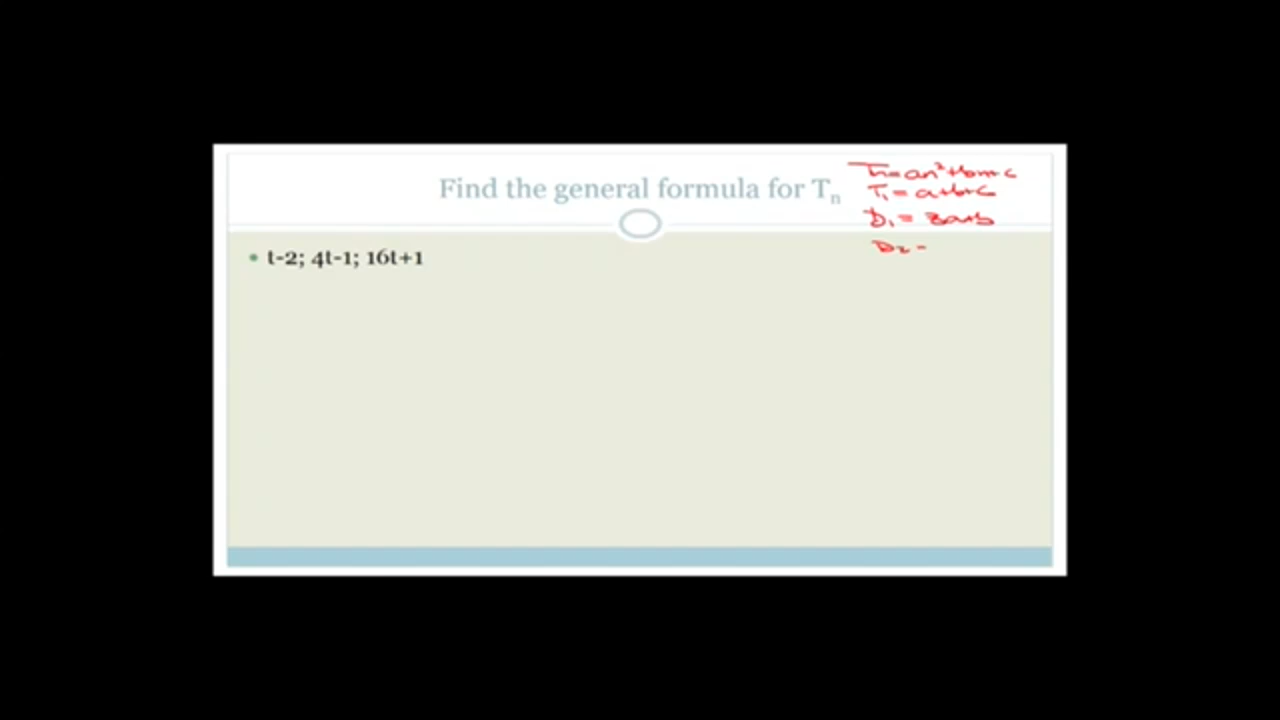 Find the general formula for Tn
Tn = an²+bn+c
T1 = a+b+c
D1 = 3a+b
D2 =
• t-2; 4t-1; 16t+1